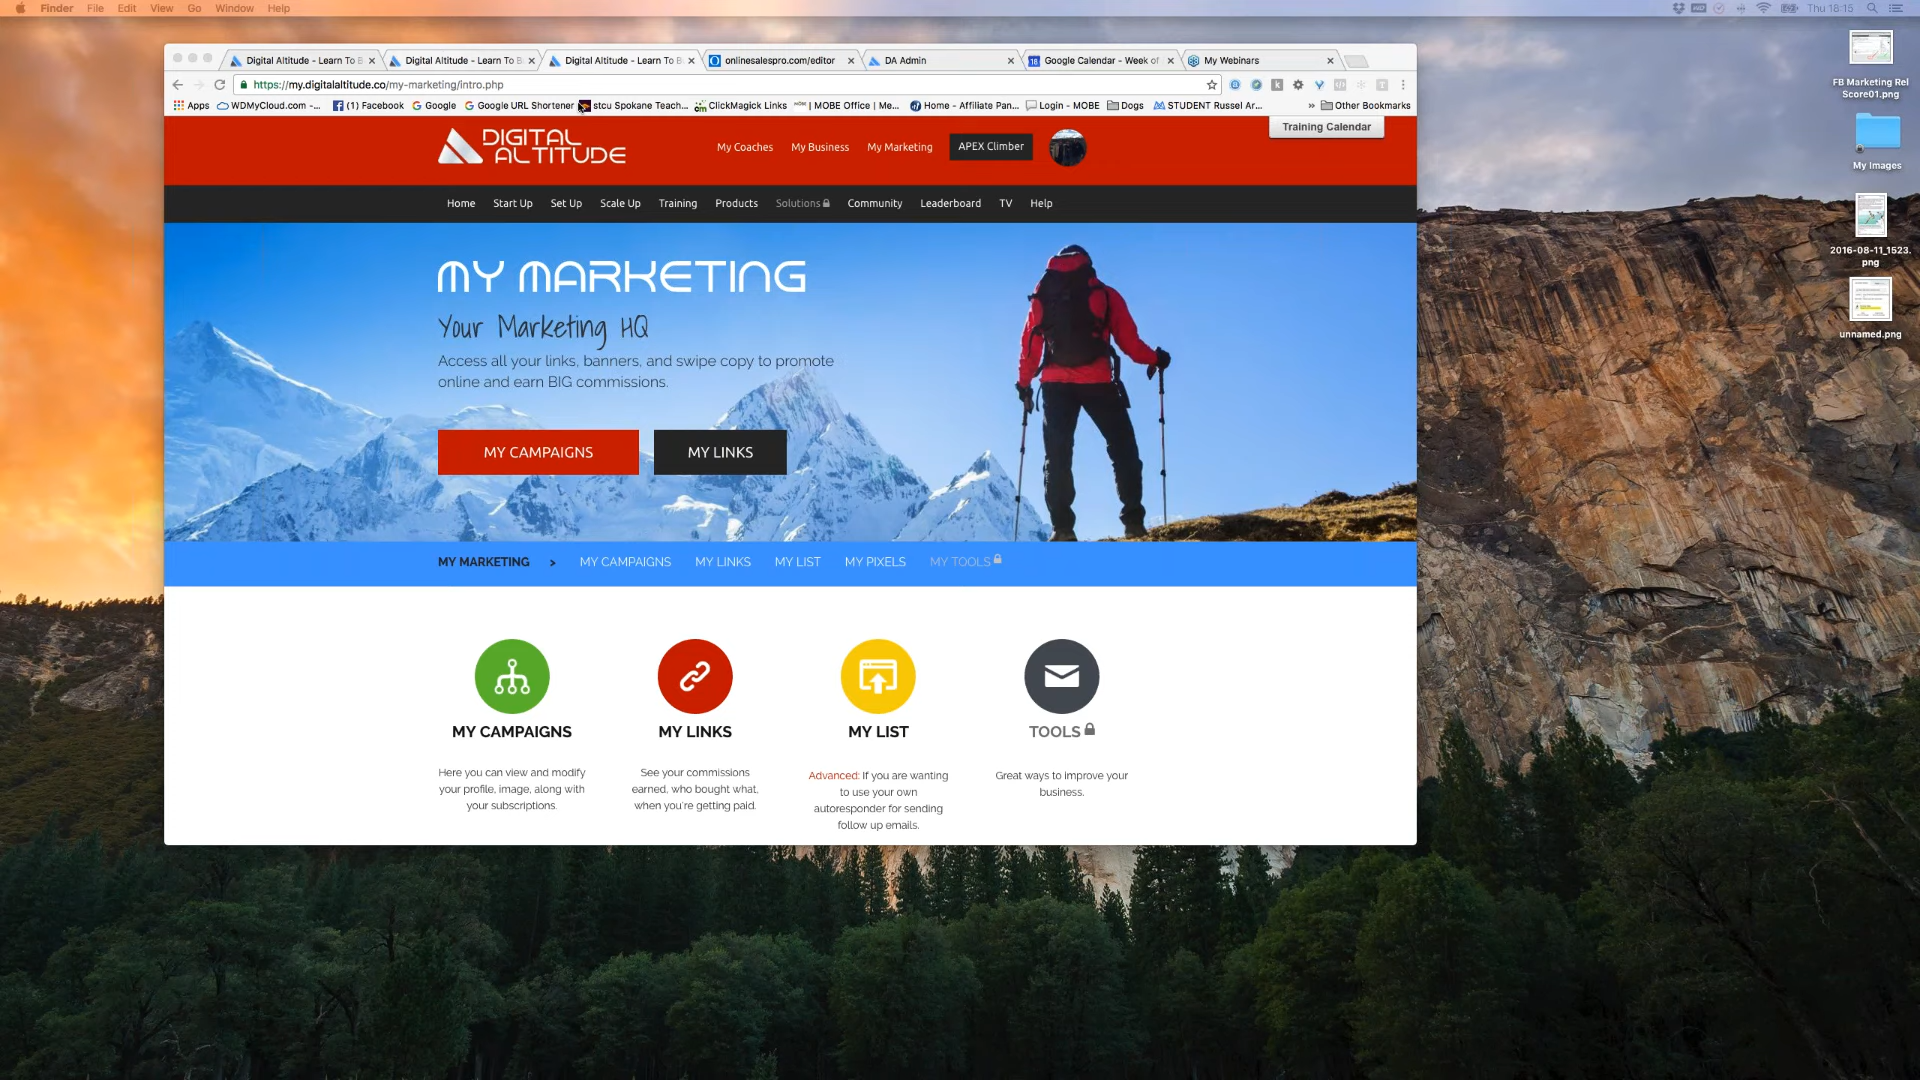 Finder File Edit View Go Window Help
Thu 18:15
Digital Altitude - Learn To B
Digital Altitude - Learn To B
Digital Altitude - Learn To B
onlinesalespro.com/editor
DA Admin
Google Calendar - Week of
My Webinars
https://my.digitalaltitude.co/my-marketing/intro.php
Apps
WDMyCloud.com -...
(1) Facebook
Google
Google URL Shortener
stcu Spokane Teach...
ClickMagick Links
| MOBE Office | Me...
Home - Affiliate Pan...
Login - MOBE
Dogs
STUDENT Russel Ar...
» Other Bookmarks
DIGITAL
ALTITUDE
My Coaches
My Business
My Marketing
APEX Climber
Training Calendar
Home
Start Up
Set Up
Scale Up
Training
Products
Solutions
Community
Leaderboard
TV
Help
MY MARKETING
Your Marketing HQ
Access all your links, banners, and swipe copy to promote
online and earn BIG commissions.
MY CAMPAIGNS
MY LINKS
MY MARKETING >
MY CAMPAIGNS
MY LINKS
MY LIST
MY PIXELS
MY TOOLS
MY CAMPAIGNS
Here you can view and modify
your profile, image, along with
your subscriptions.
MY LINKS
See your commissions
earned, who bought what,
when you're getting paid.
MY LIST
Advanced: If you are wanting
to use your own
autoresponder for sending
follow up emails.
TOOLS
Great ways to improve your
business.
FB Marketing Rel
Score01.png
My Images
2016-08-11_1523.
png
unnamed.png